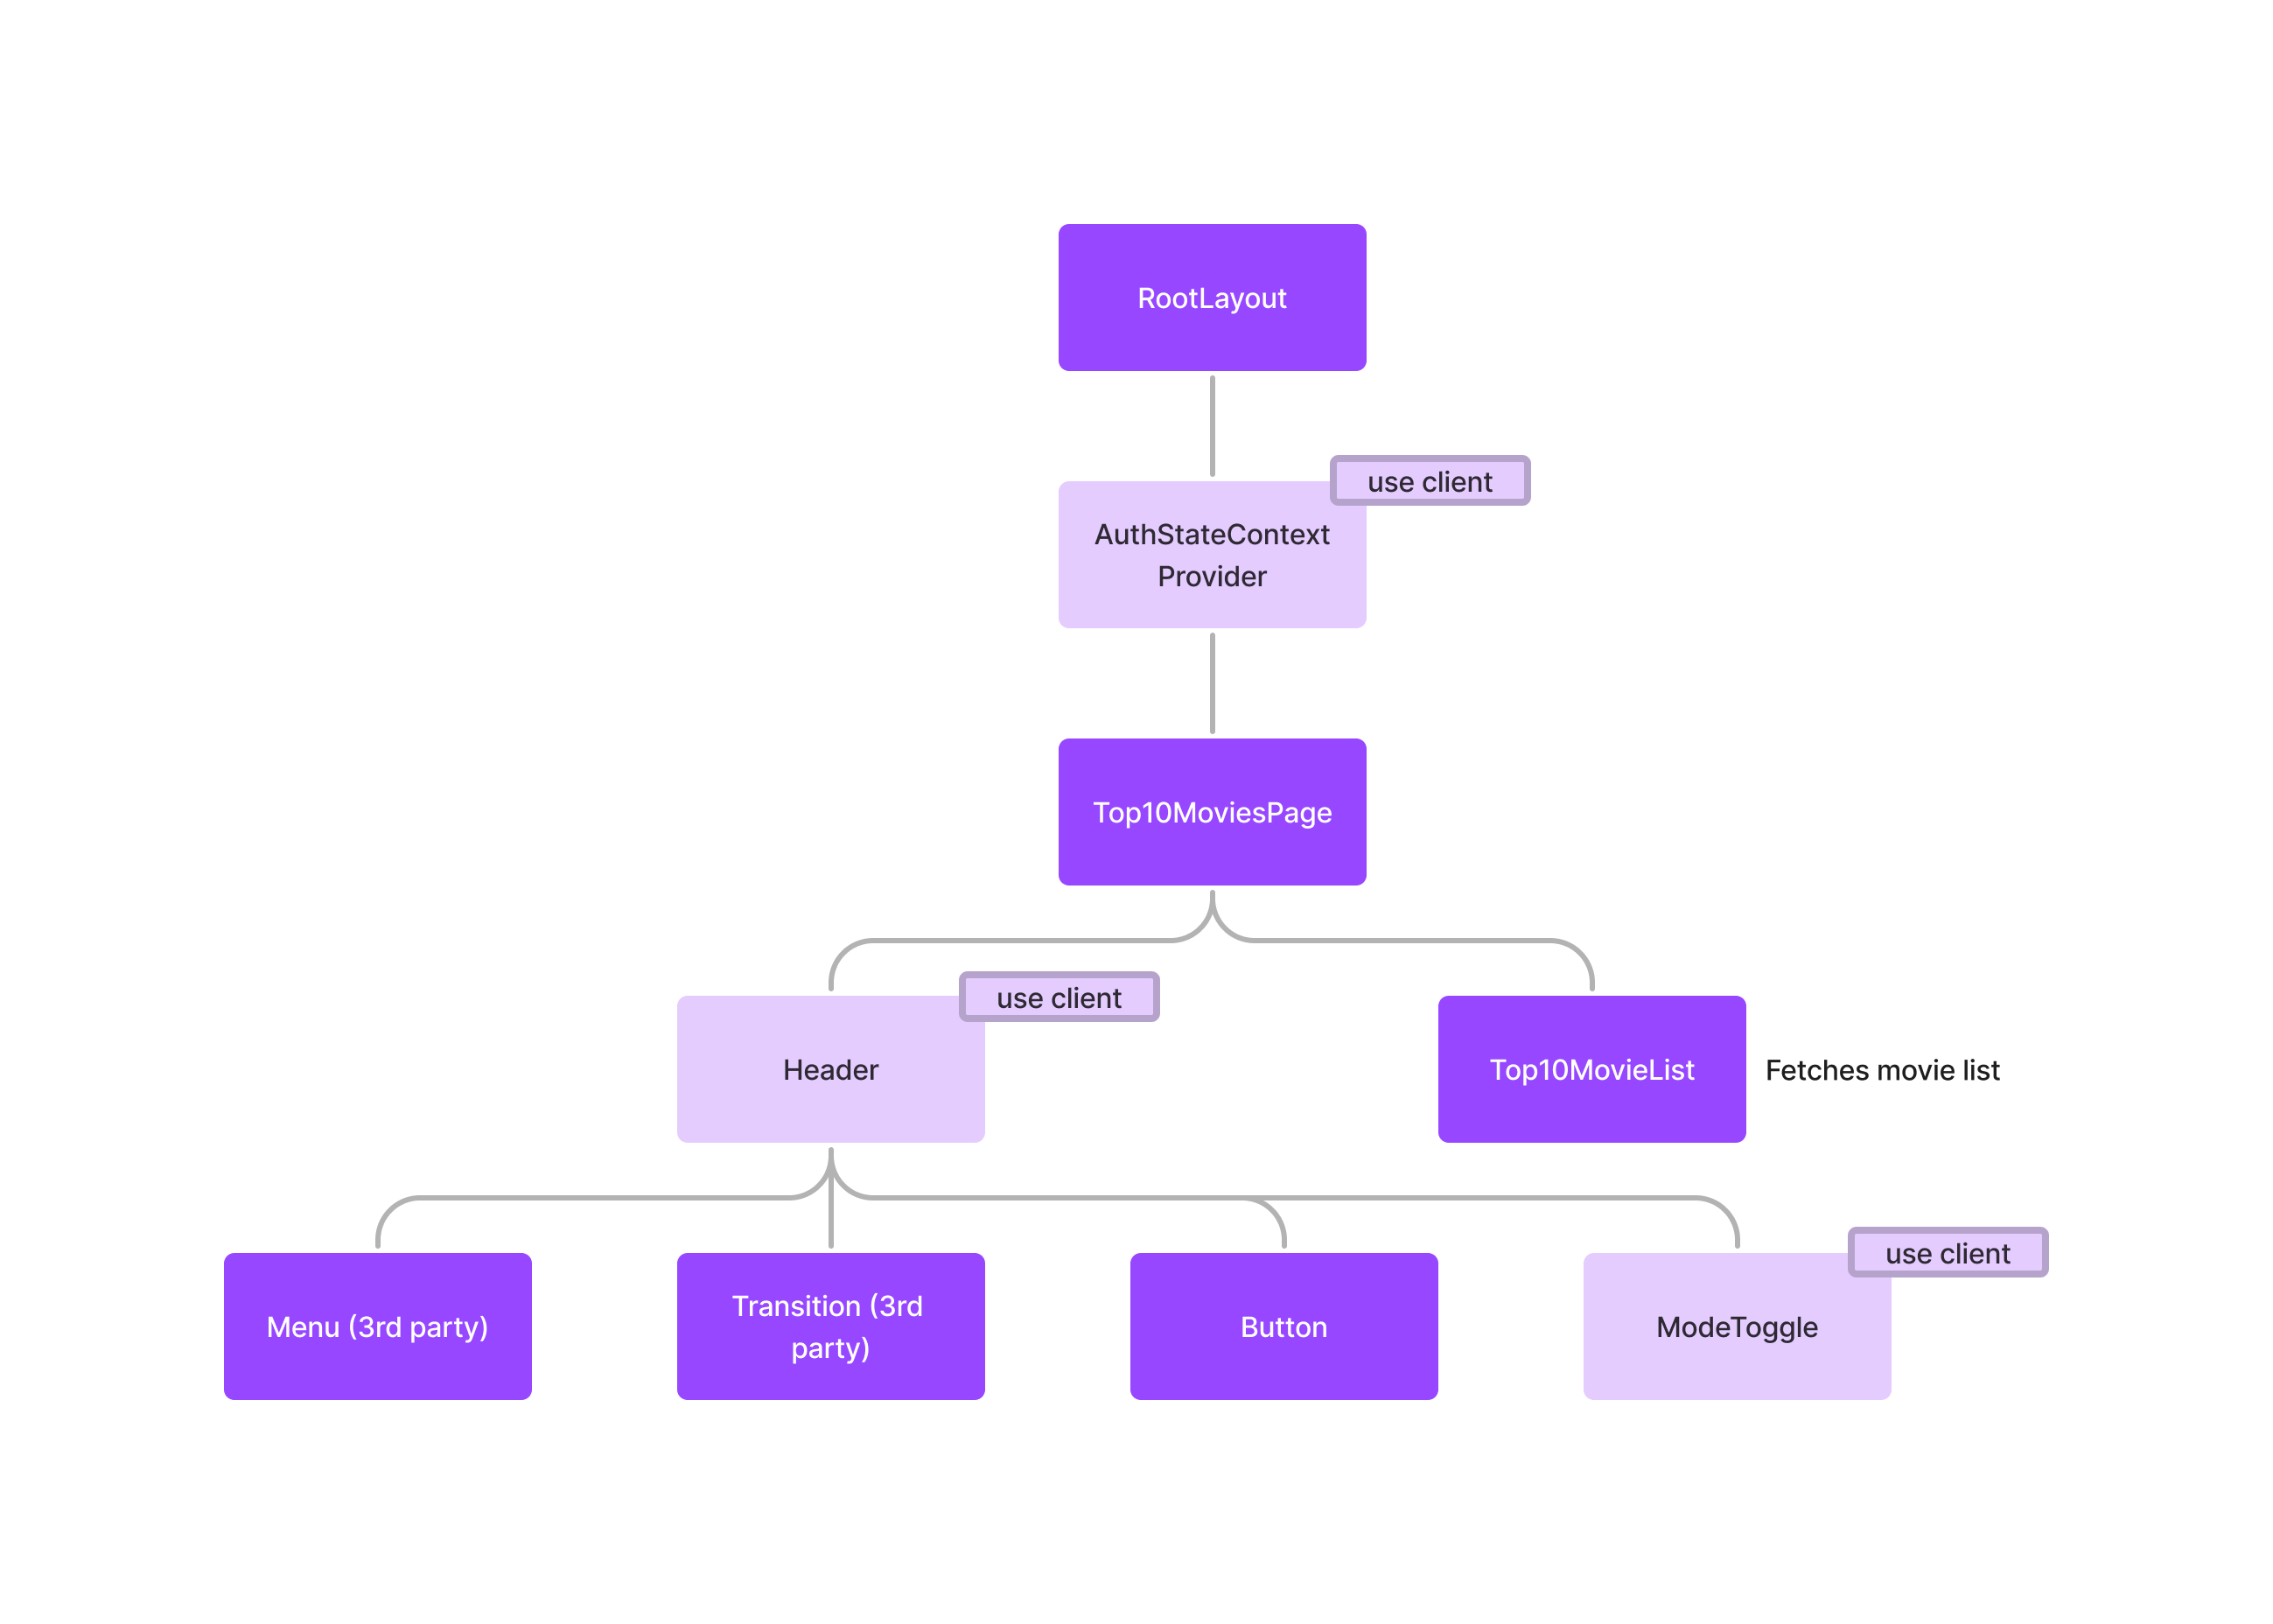 RootLayout
use client
AuthStateContext
Provider
Top10MoviesPage
use client
Header
Top10MovieList
Fetches movie list
use client
Menu (3rd party)
Transition (3rd
party)
Button
ModeToggle